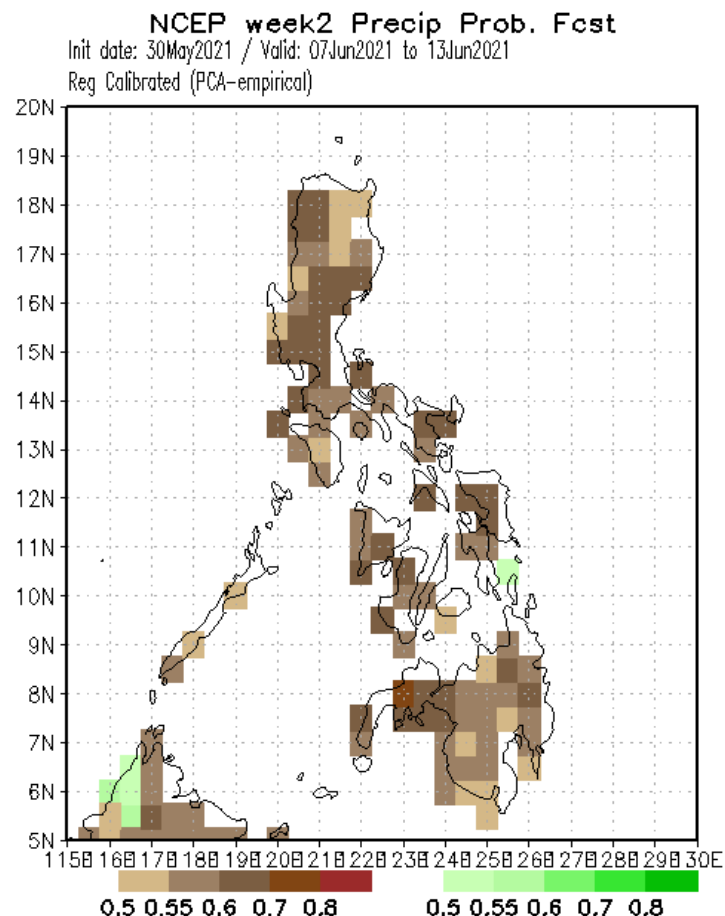 NCEP week2 Precip Prob. Fcst
Init date: 30May2021 / Valid: 07Jun2021 to 13Jun2021
Reg Calibrated (PCA-empirical)
20N
19N
18N
17N
16N
15N
14N
13N
12N
11N
10N
9N
8N
7N
6N
5N
115E 116E 117E 118E 119E 120E 121E 122E 123E 124E 125E 126E 127E 128E 129E 130E
0.5 0.55 0.6 0.7 0.8 0.5 0.55 0.6 0.7 0.8